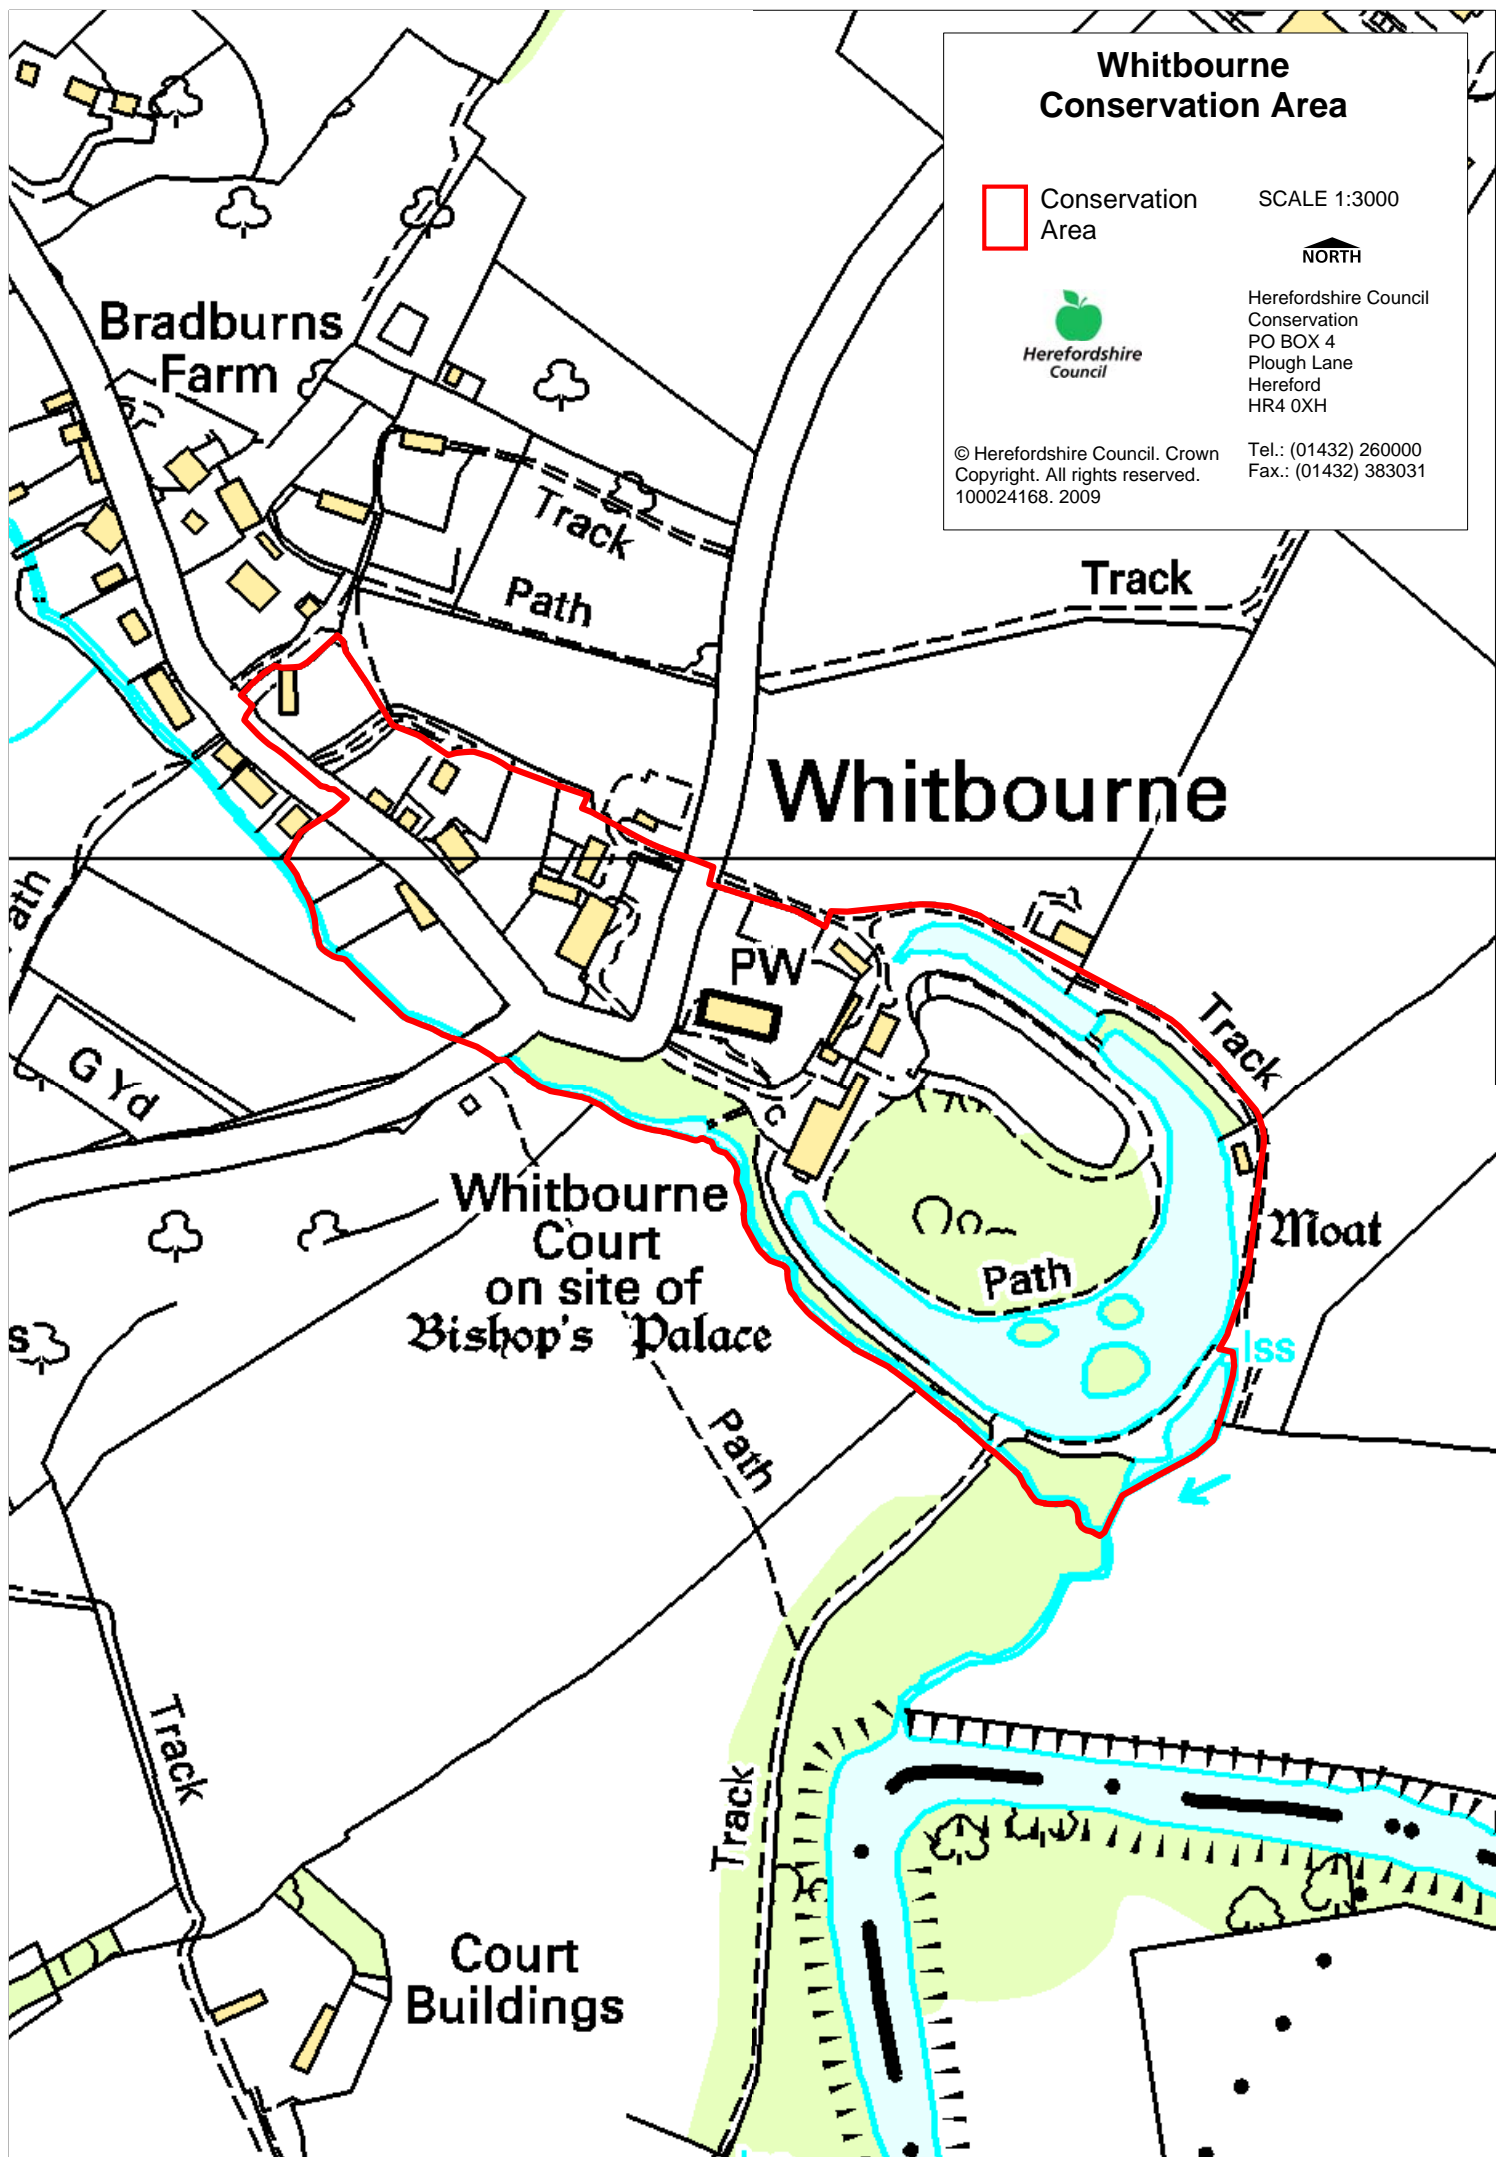 Whitbourne
Conservation Area
Conservation
Area
SCALE 1:3000
NORTH
Herefordshire
Council
Herefordshire Council
Conservation
PO BOX 4
Plough Lane
Hereford
HR4 0XH
Tel.: (01432) 260000
Fax.: (01432) 383031
© Herefordshire Council. Crown
Copyright. All rights reserved.
100024168. 2009
Bradburns
Farm
Track
Path
Track
Whitbourne
ath
PW
G Yd
Track
C
Whitbourne
Court
on site of
Bishop's Palace
Moat
Path
s
Iss
Path
Track
Track
Court
Buildings